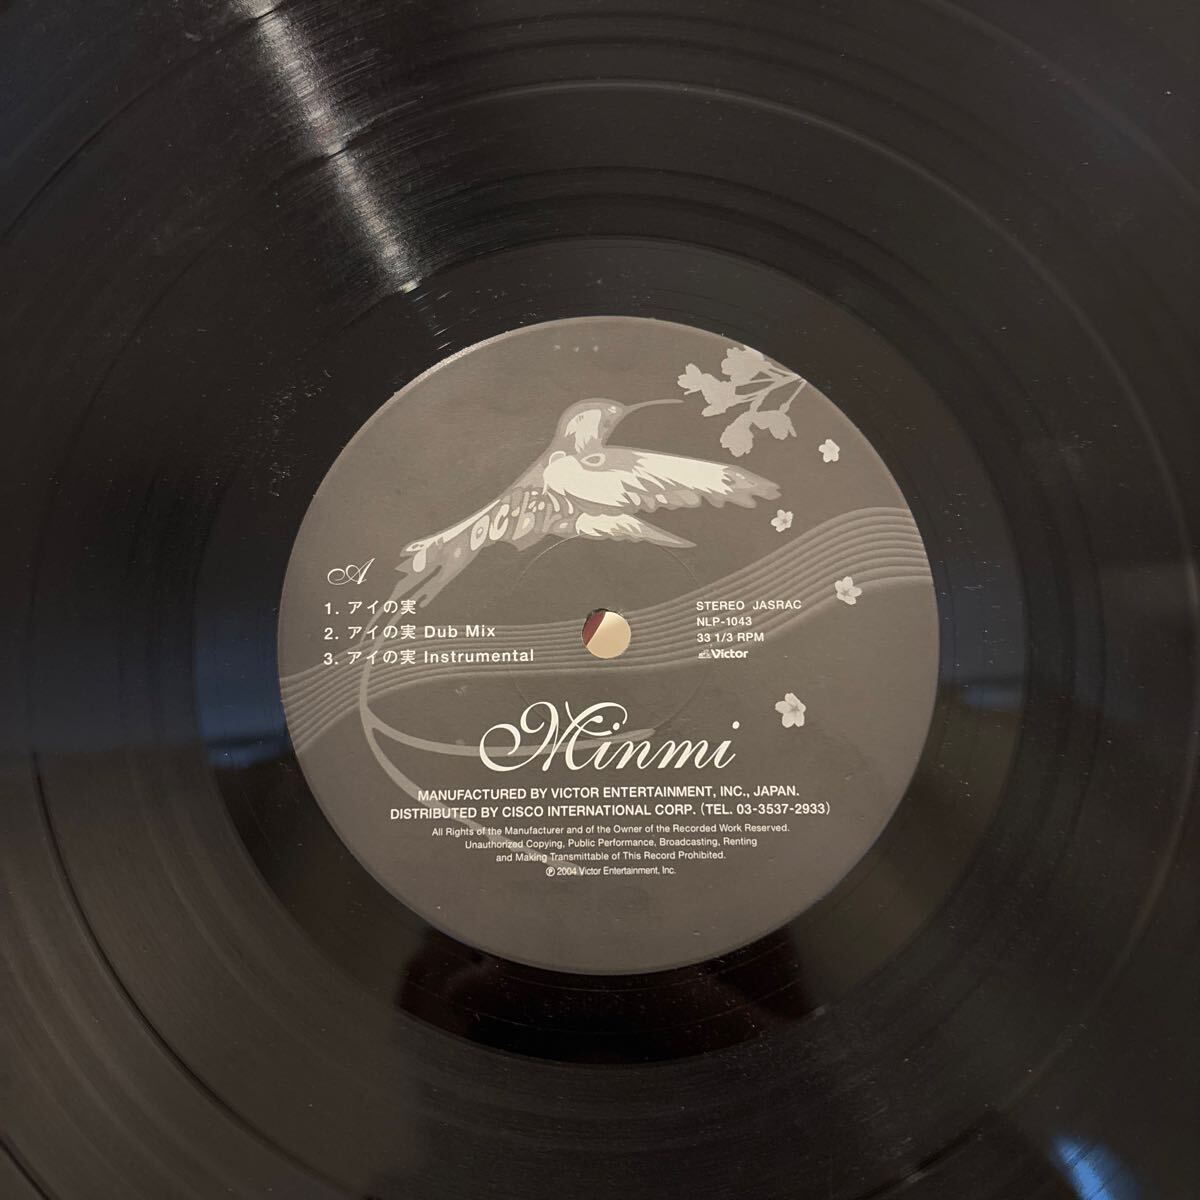 A
1. アイの実
2. アイの実 Dub Mix
3. アイの実 Instrumental
STEREO JASRAC
NLP-1043
33 1/3 RPM
Victor
Minmi
MANUFACTURED BY VICTOR ENTERTAINMENT, INC., JAPAN.
DISTRIBUTED BY CISCO INTERNATIONAL CORP. (TEL. 03-3537-2933)
All Rights of the Manufacturer and of the Owner of the Recorded Work Reserved.
Unauthorized Copying, Public Performance, Broadcasting, Renting
and Making Transmittable of This Record Prohibited.
℗ 2004 Victor Entertainment, Inc.